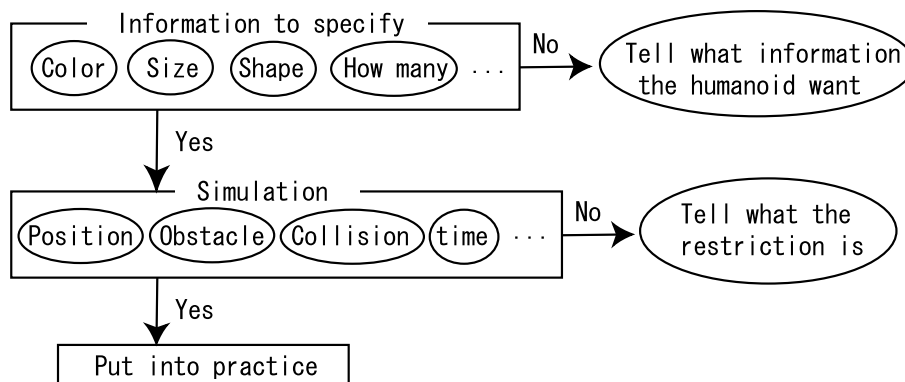 Information to specify
Color Size Shape How many ...
No
Tell what information
the humanoid want
Yes
Simulation
Position Obstacle Collision time ...
No
Tell what the
restriction is
Yes
Put into practice